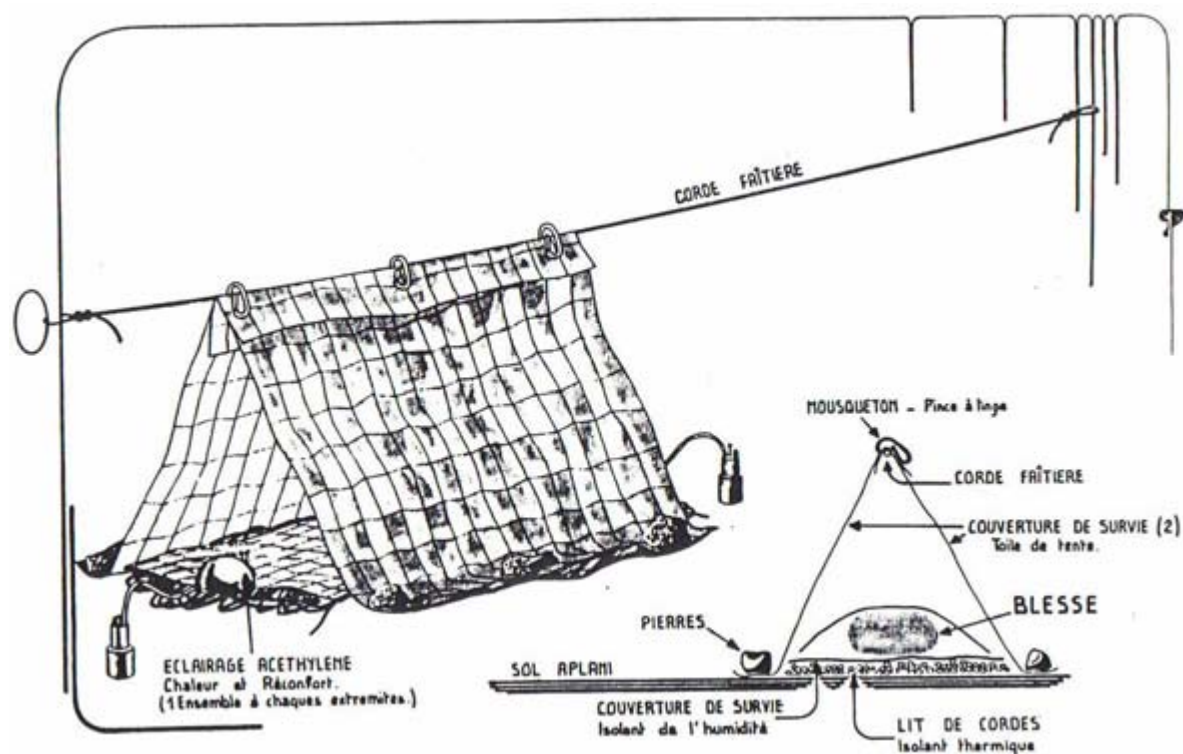 CORDE FAÎTIERE
MOUSQUETON - Pince à linge
CORDE FAÎTIERE
COUVERTURE DE SURVIE (2)
Toile de tente.
BLESSE
PIERRES
SOL APLANI
ECLAIRAGE ACETHYLENE
Chaleur et Réconfort.
(1 Ensemble à chaques extremites.)
COUVERTURE DE SURVIE
Isolant de l'humidité
LIT DE CORDES
Isolant thermique